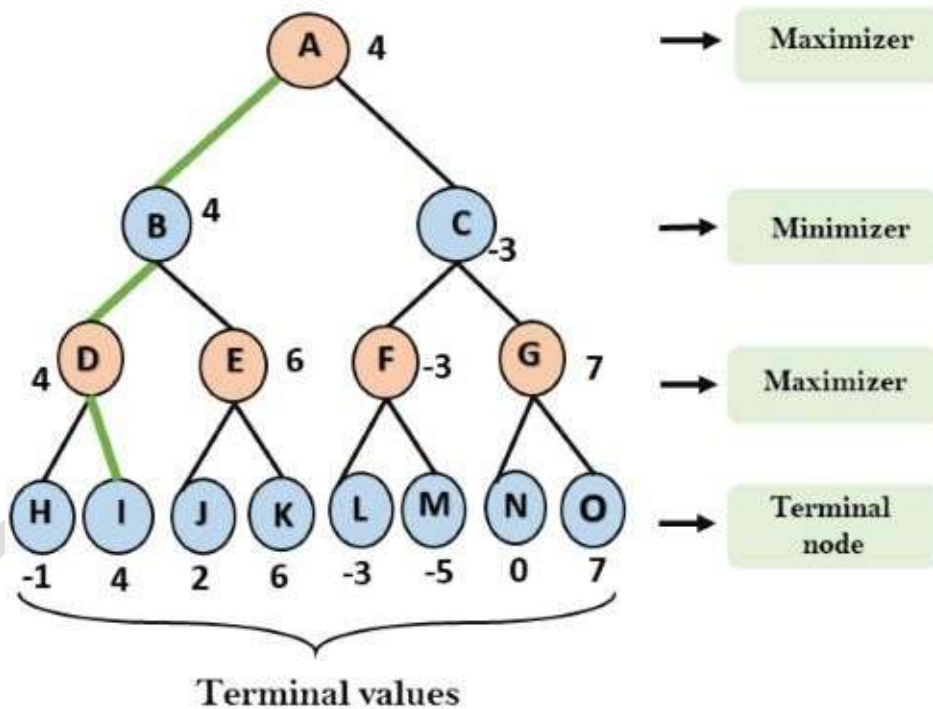 A 4 Maximizer
B 4 C -3 Minimizer
D 4 E 6 F -3 G 7 Maximizer
H I J K L M N O Terminal
node
-1 4 2 6 -3 -5 0 7
Terminal values